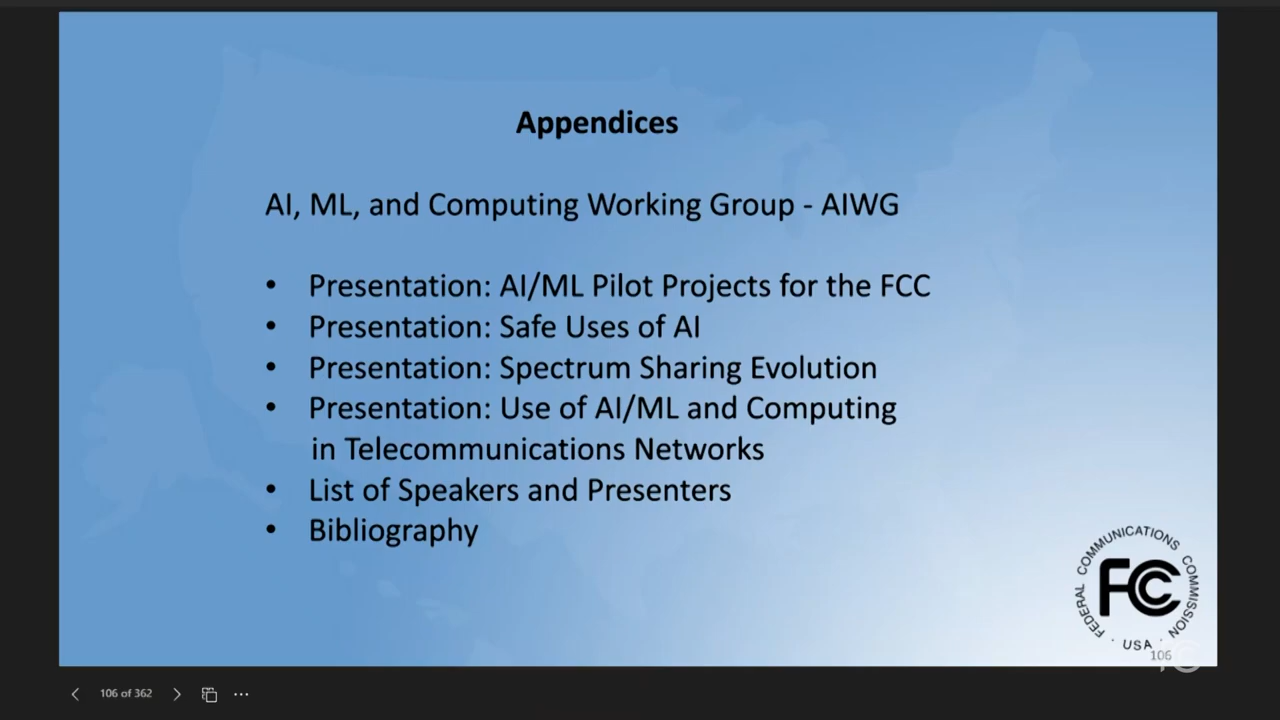 Appendices
AI, ML, and Computing Working Group - AIWG
• Presentation: AI/ML Pilot Projects for the FCC
• Presentation: Safe Uses of AI
• Presentation: Spectrum Sharing Evolution
• Presentation: Use of AI/ML and Computing
in Telecommunications Networks
• List of Speakers and Presenters
• Bibliography
FEDERAL COMMUNICATIONS COMMISSION
FCC
· USA ·
106
106 of 362